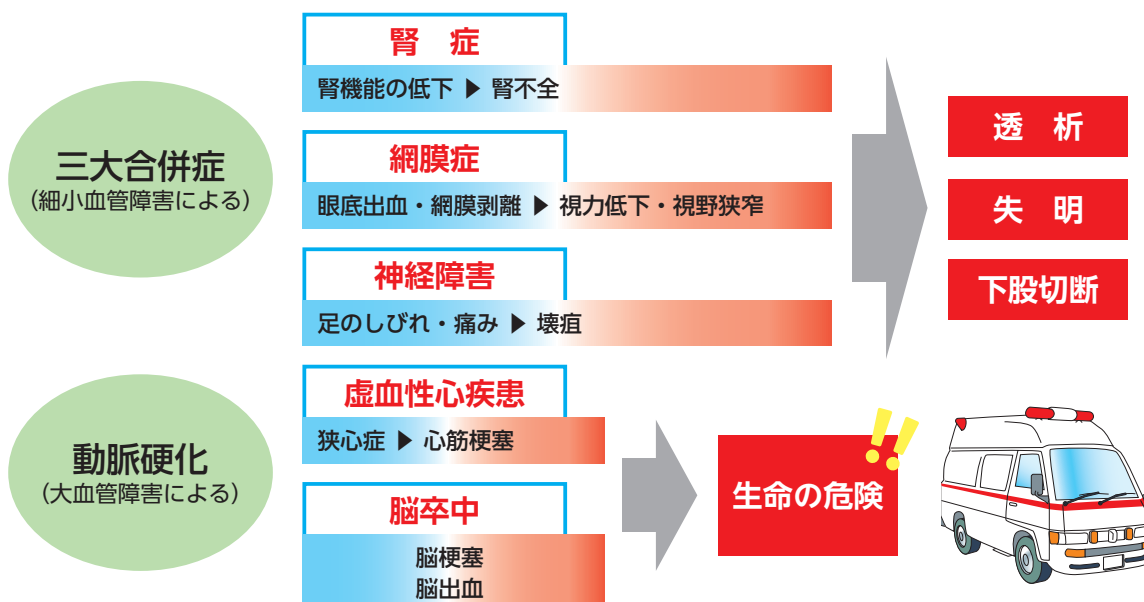 三大合併症
（細小血管障害による）
腎　症
腎機能の低下 ▶ 腎不全
網膜症
眼底出血・網膜剥離 ▶ 視力低下・視野狭窄
神経障害
足のしびれ・痛み ▶ 壊疽
透　析
失　明
下股切断
動脈硬化
（大血管障害による）
虚血性心疾患
狭心症 ▶ 心筋梗塞
脳卒中
脳梗塞
脳出血
生命の危険
!!